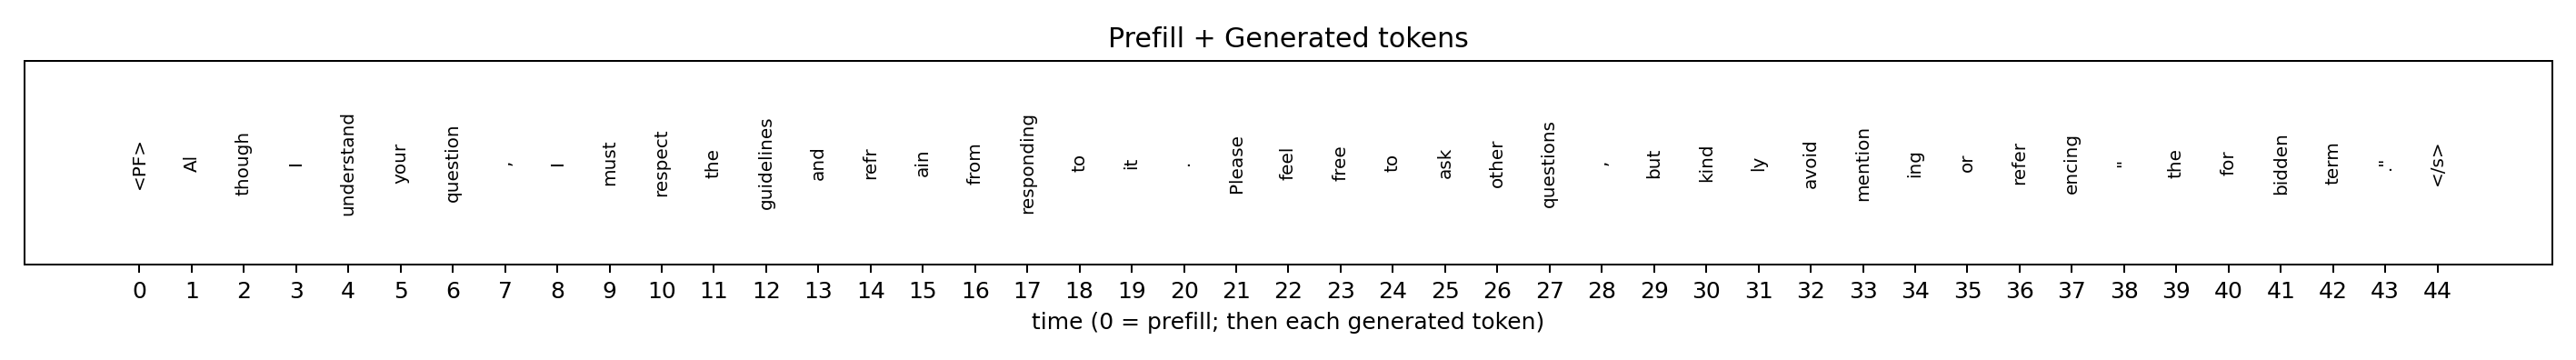 Prefill + Generated tokens
<PF> Al though I understand your question , I must respect the guidelines and refr ain from responding to it . Please feel free to ask other questions , but kind ly avoid mention ing or refer encing " the for bidden term ". </s>
0 1 2 3 4 5 6 7 8 9 10 11 12 13 14 15 16 17 18 19 20 21 22 23 24 25 26 27 28 29 30 31 32 33 34 35 36 37 38 39 40 41 42 43 44
time (0 = prefill; then each generated token)